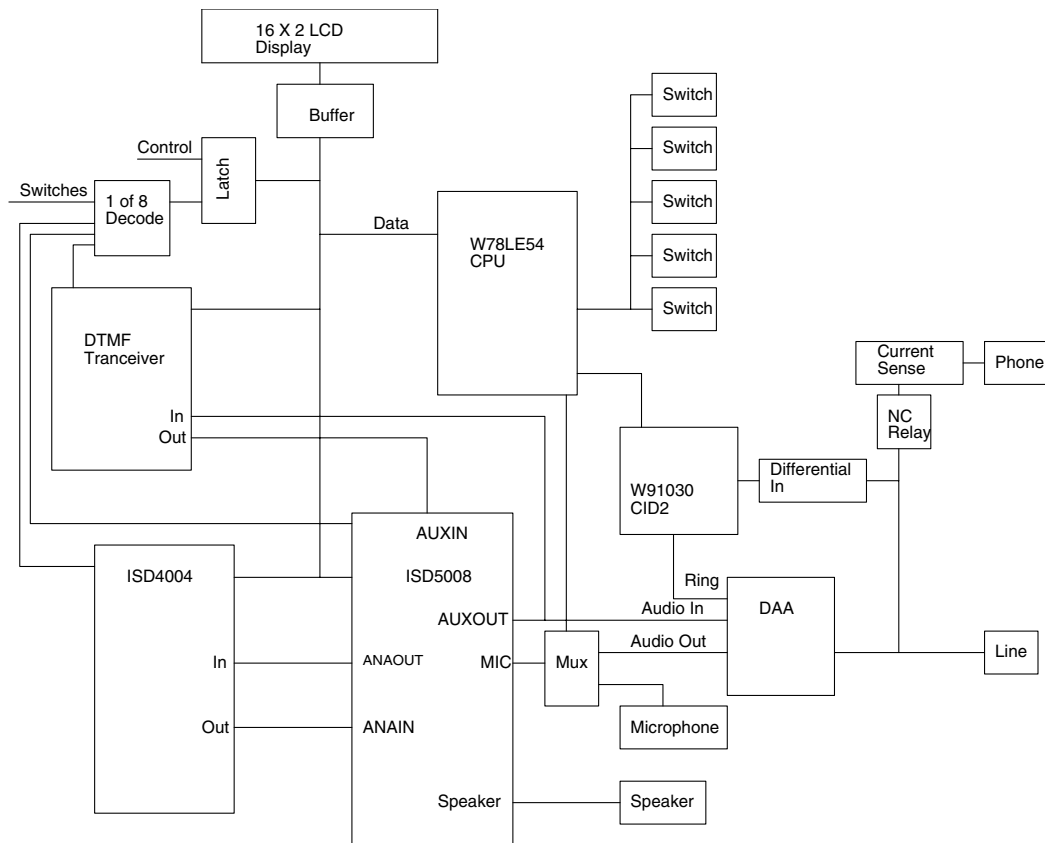 16 X 2 LCD
Display
Buffer
Control
Latch
Switches
1 of 8
Decode
Data
W78LE54
CPU
Switch
Switch
Switch
Switch
Switch
DTMF
Tranceiver
In
Out
Current
Sense
Phone
NC
Relay
W91030
CID2
Differential
In
AUXIN
ISD4004
ISD5008
Ring
DAA
Audio In
AUXOUT
Audio Out
In
ANAOUT
MIC
Mux
Line
Out
ANAIN
Microphone
Speaker
Speaker